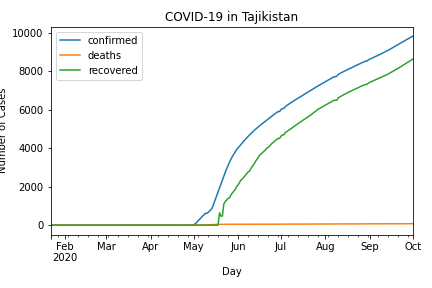 COVID-19 in Tajikistan
10000
8000
6000
4000
2000
0
Number of Cases
confirmed
deaths
recovered
Feb Mar Apr May Jun Jul Aug Sep Oct
2020
Day